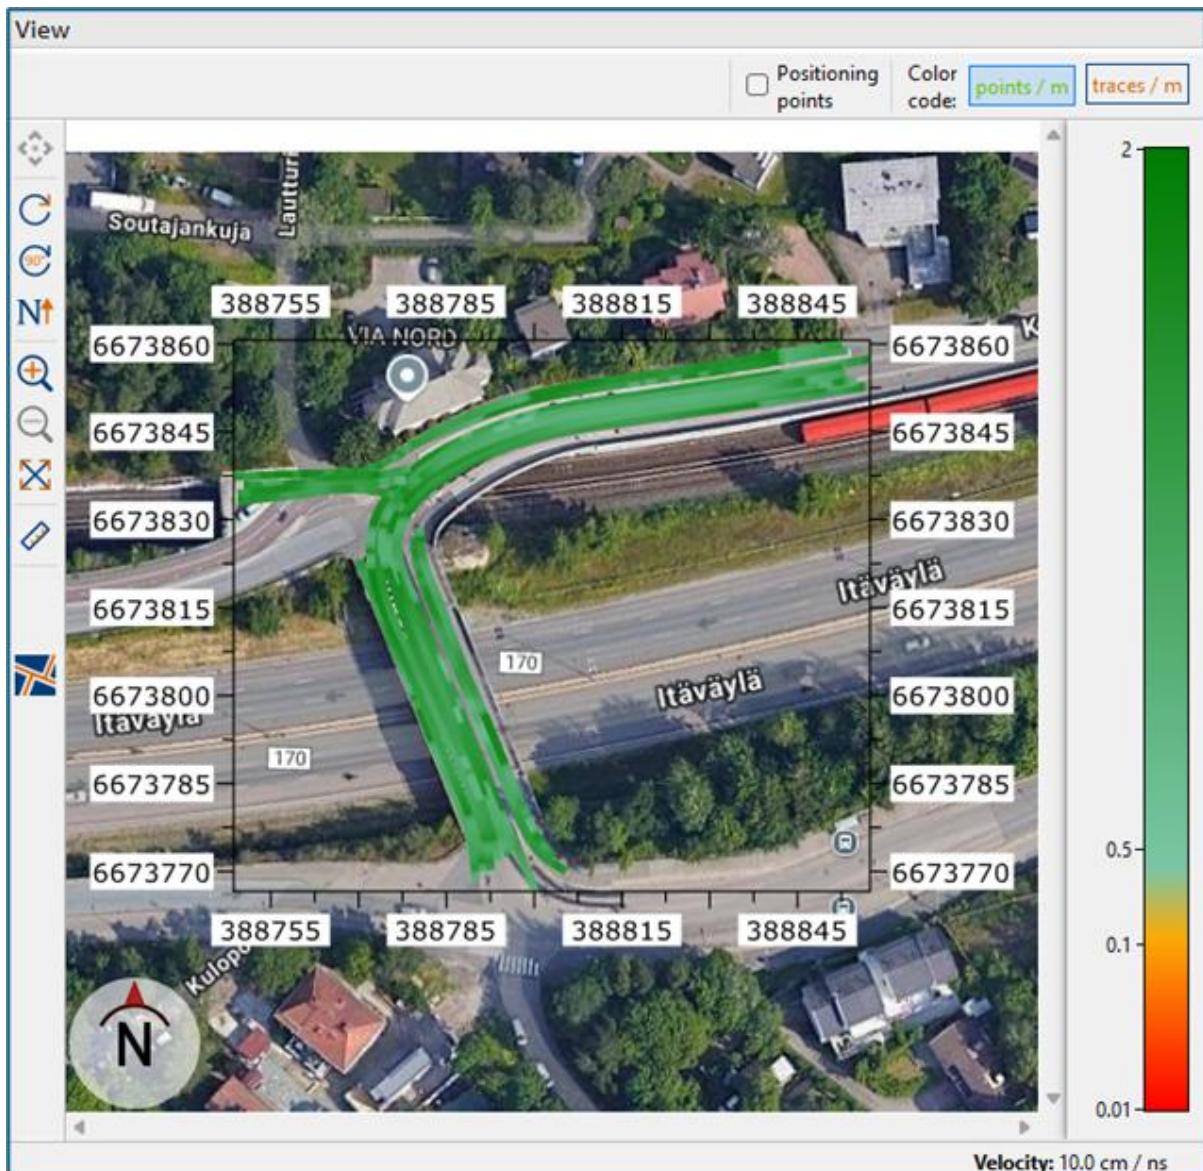 View
Positioning
points
Color
code:
points / m
traces / m
90°
N
Soutajankuja
388755
388785
388815
388845
VIA NORD
6673860
6673860
6673845
6673845
6673830
6673830
Itäväylä
6673815
6673815
170
Itäväylä
6673800
6673800
Itäväylä
170
6673785
6673785
6673770
6673770
388755
388785
388815
388845
N
2
0.5
0.1
0.01
Velocity: 10.0 cm / ns